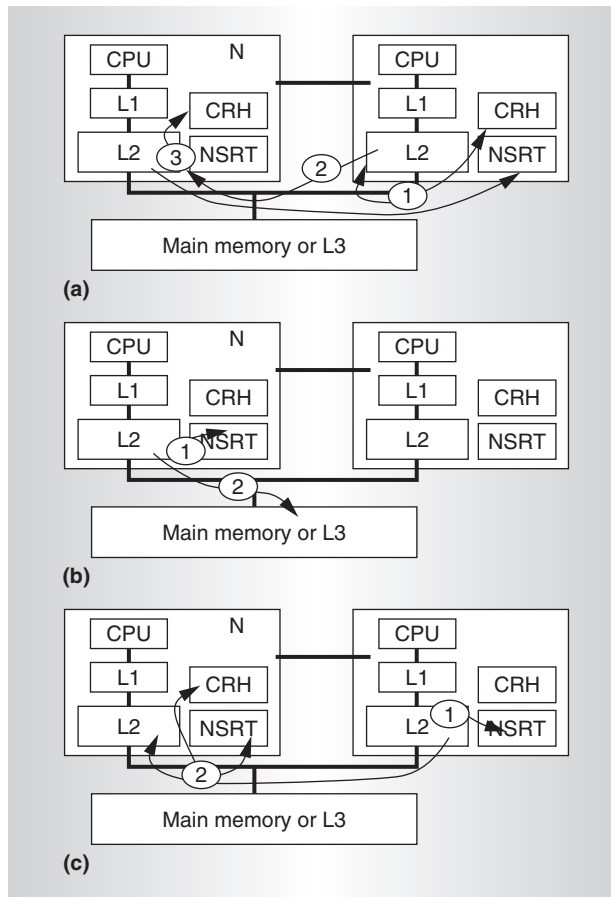 CPU N CPU
L1 CRH L1 CRH
L2 3 NSRT 2 L2 1 NSRT
Main memory or L3
(a)
CPU N CPU
L1 CRH L1 CRH
L2 1 NSRT L2 NSRT
2
Main memory or L3
(b)
CPU N CPU
L1 CRH L1 CRH
L2 NSRT L2 1 NSRT
2
Main memory or L3
(c)